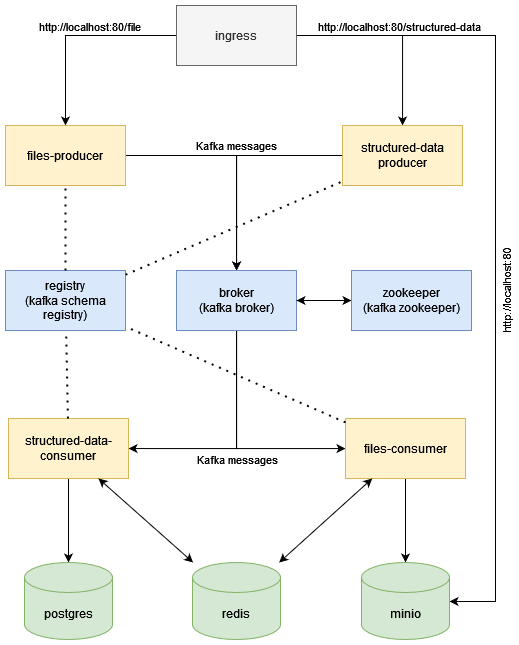 http://localhost:80/file
ingress
http://localhost:80/structured-data
files-producer
Kafka messages
structured-data
producer
registry
(kafka schema
registry)
broker
(kafka broker)
zookeeper
(kafka zookeeper)
http://localhost:80
structured-data-
consumer
Kafka messages
files-consumer
postgres
redis
minio